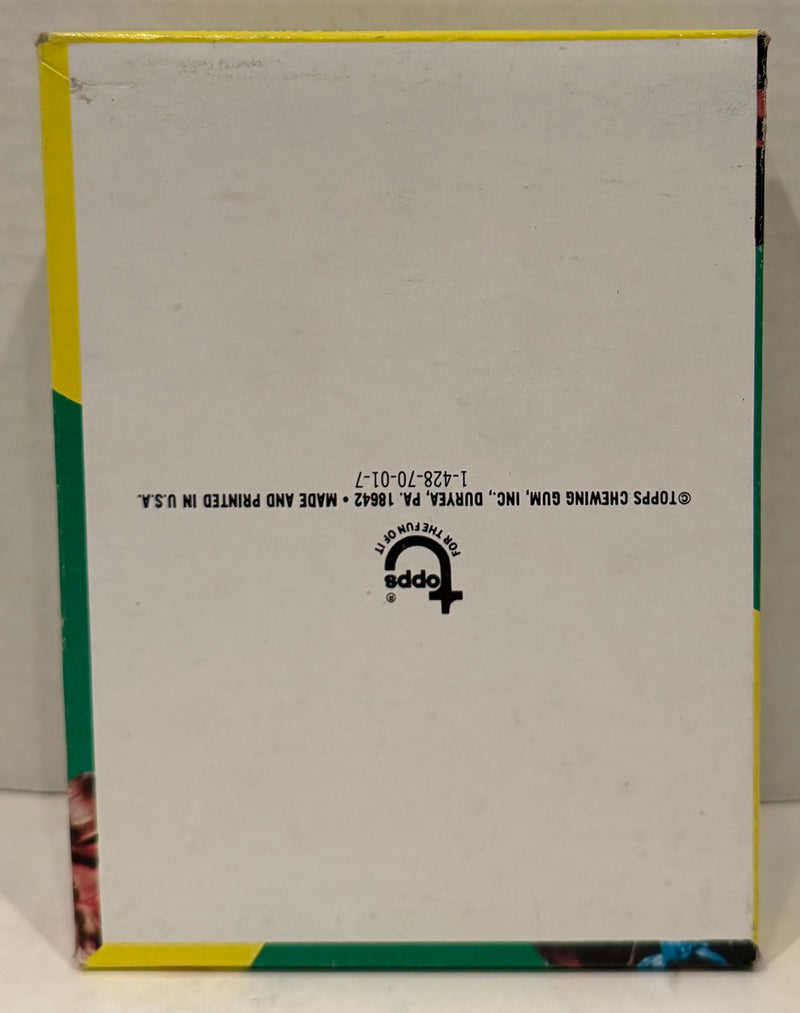 topps®
FOR THE FUN OF IT
©TOPPS CHEWING GUM, INC., DURYEA, PA. 18642 • MADE AND PRINTED IN U.S.A.
1-428-70-01-7